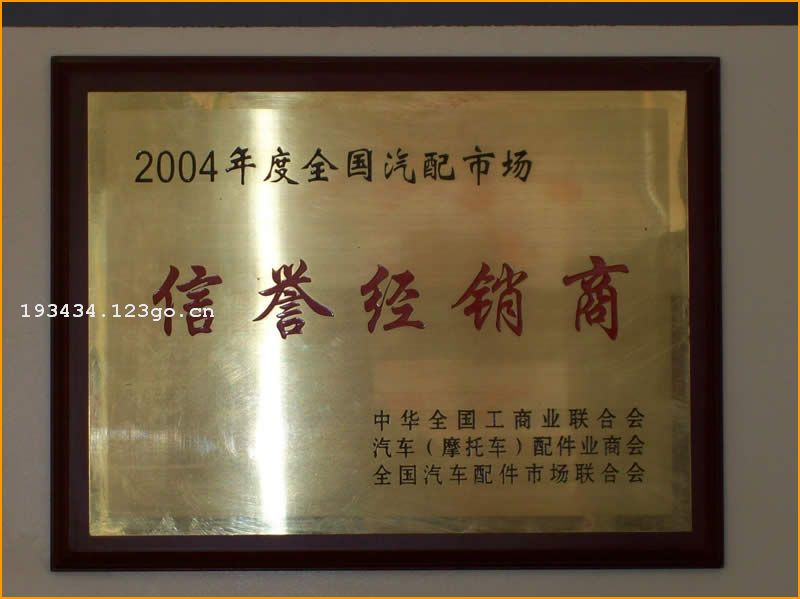 2004年度全国汽配市场
信誉经销商
193434.123go.cn
中华全国工商业联合会
汽车(摩托车)配件业商会
全国汽车配件市场联合会